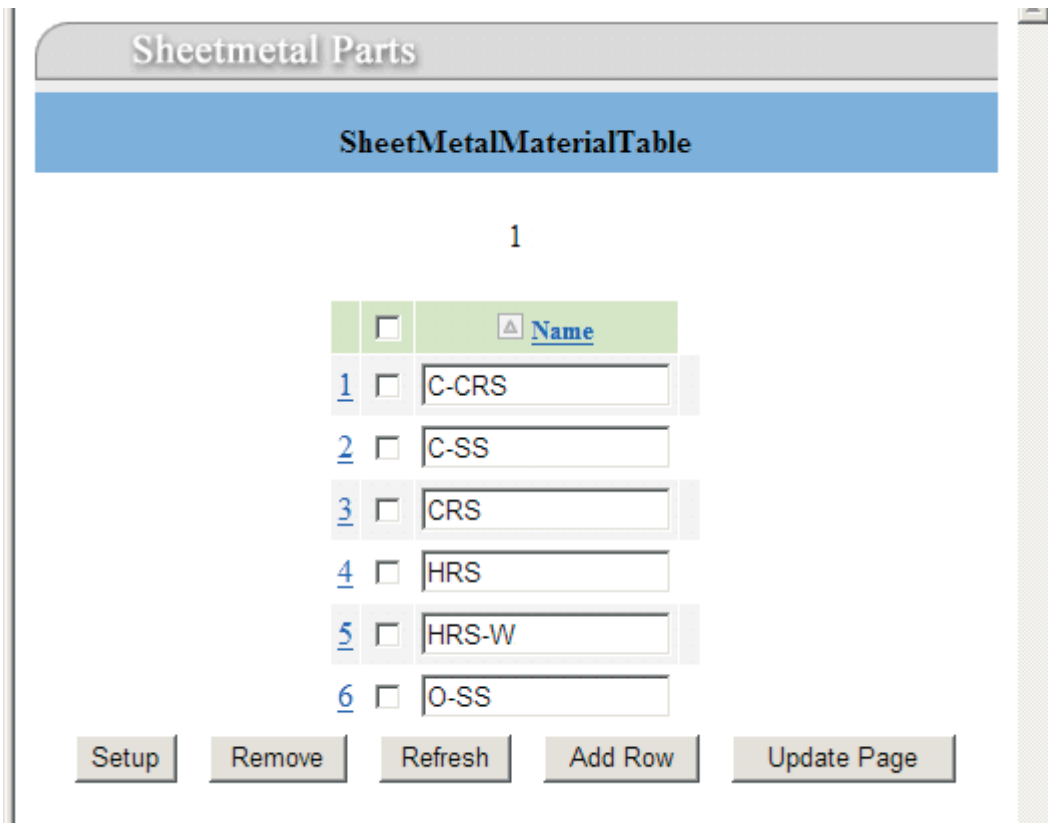 Sheetmetal Parts
SheetMetalMaterialTable
1
Name
1 C-CRS
2 C-SS
3 CRS
4 HRS
5 HRS-W
6 O-SS
Setup Remove Refresh Add Row Update Page